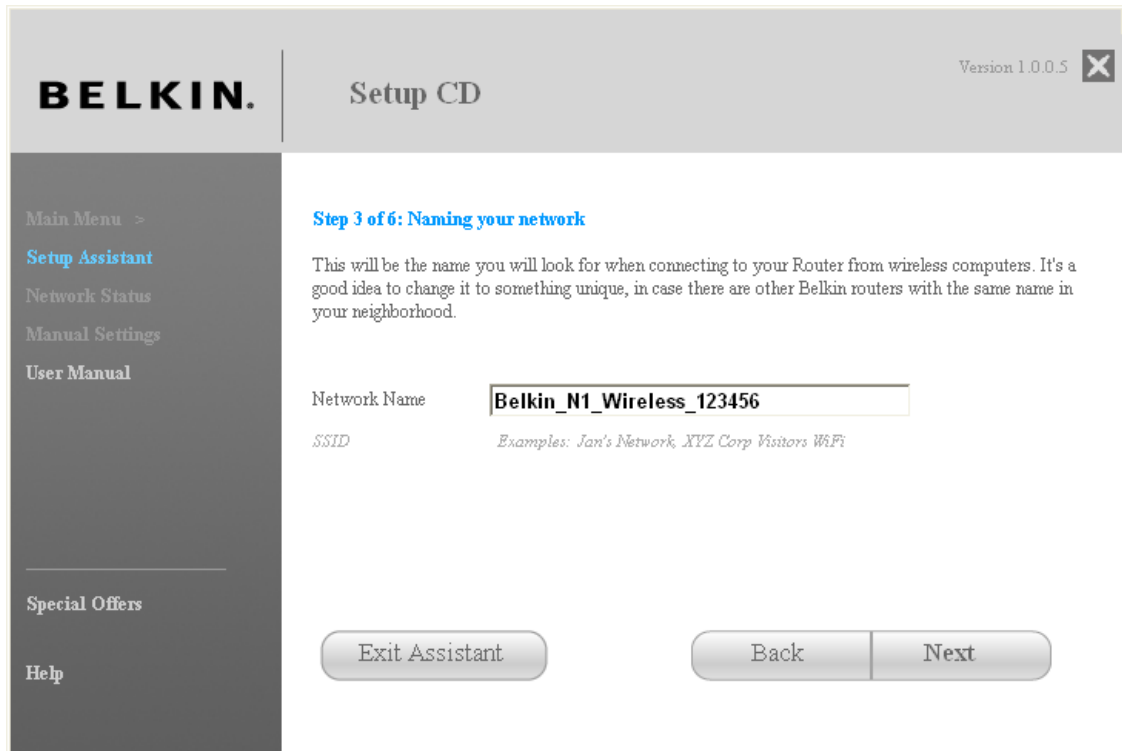 BELKIN.
Setup CD
Version 1.0.0.5
Main Menu >
Setup Assistant
Network Status
Manual Settings
User Manual
Special Offers
Help
Step 3 of 6: Naming your network
This will be the name you will look for when connecting to your Router from wireless computers. It's a
good idea to change it to something unique, in case there are other Belkin routers with the same name in
your neighborhood.
Network Name
Belkin_N1_Wireless_123456
SSID
Examples: Jan's Network, XYZ Corp Visitors WiFi
Exit Assistant
Back
Next